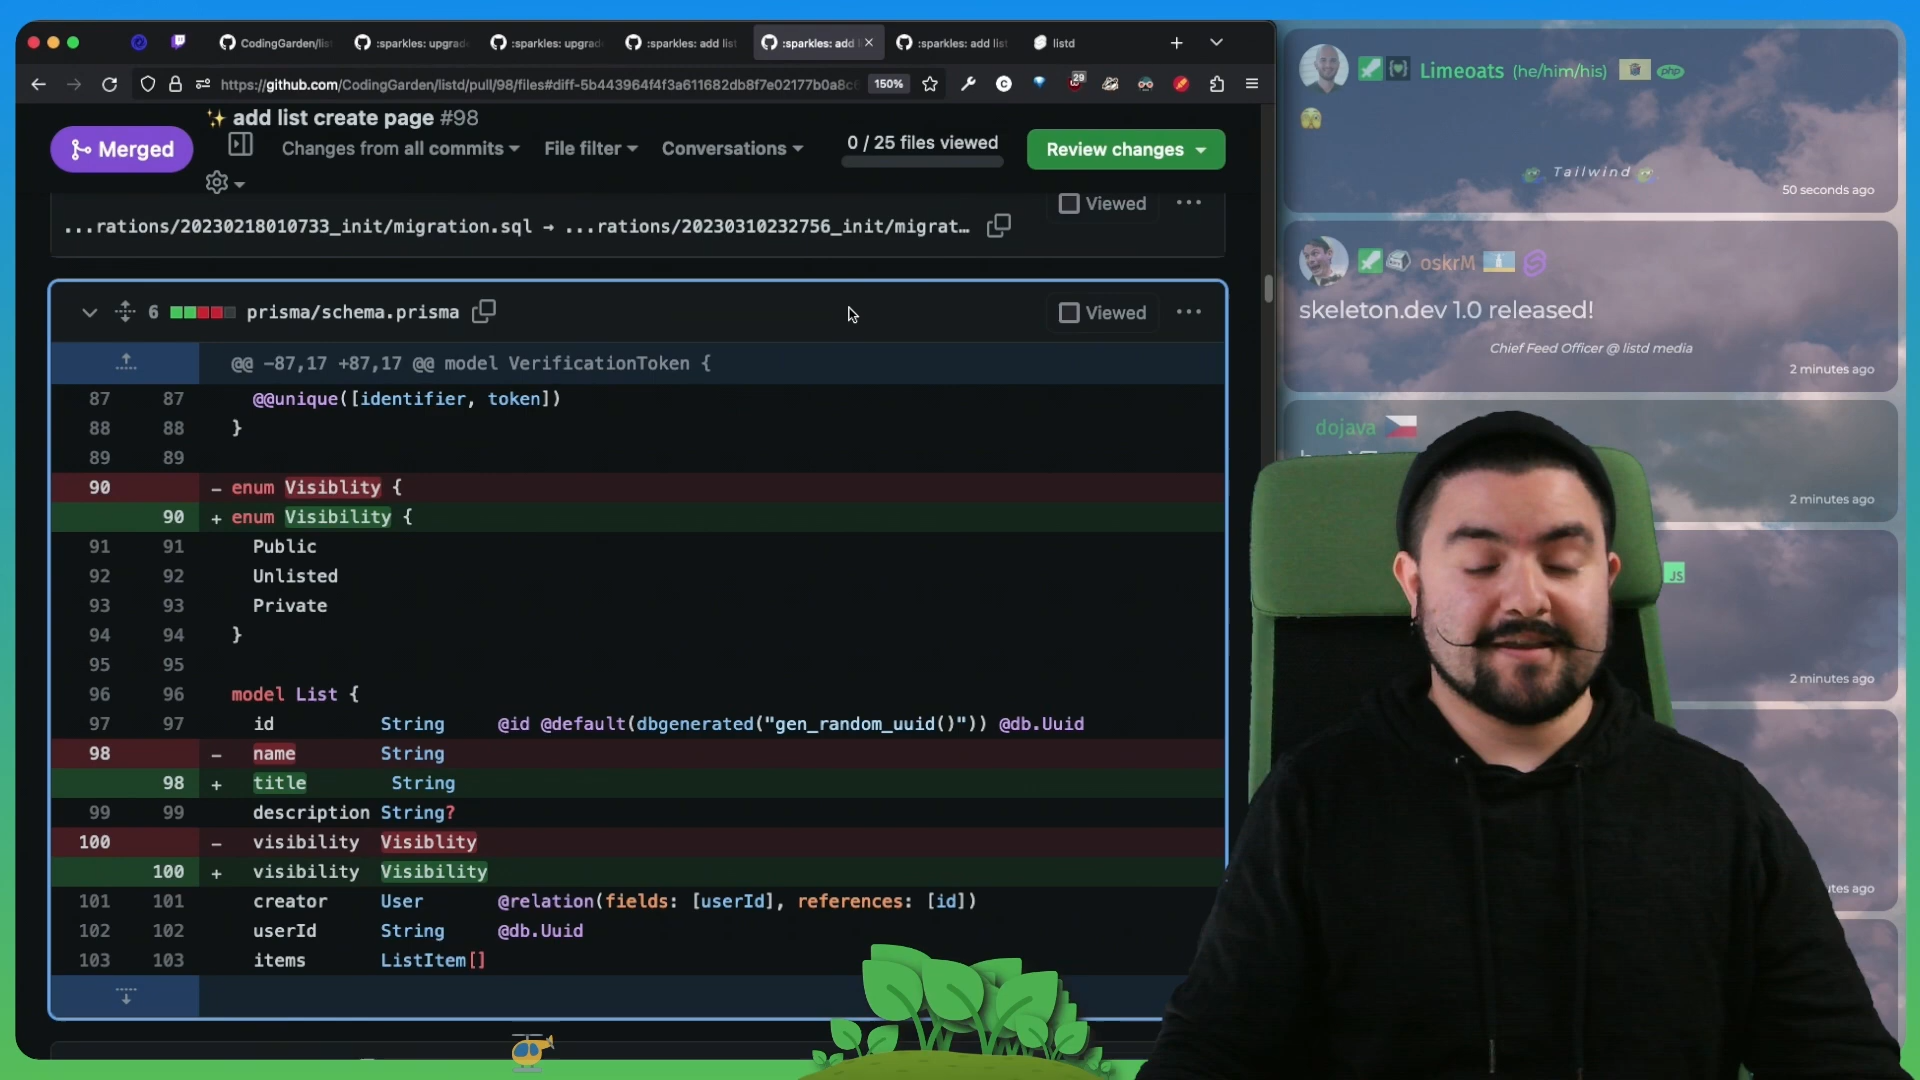 CodingGarden/lis
:sparkles: upgrad
:sparkles: upgrad
:sparkles: add list
:sparkles: add
:sparkles: add list
listd
https://github.com/CodingGarden/listd/pull/98/files#diff-5b443964f4f3a611682db8f7e02177b0a8c
150%
29
✨ add list create page #98
Merged
Changes from all commits
File filter
Conversations
0 / 25 files viewed
Review changes
...rations/20230218010733_init/migration.sql → ...rations/20230310232756_init/migrat...
Viewed
6 prisma/schema.prisma
Viewed
@@ -87,17 +87,17 @@ model VerificationToken {
87 87 @@unique([identifier, token])
88 88 }
89 89
90 - enum Visiblity {
90 + enum Visibility {
91 91 Public
92 92 Unlisted
93 93 Private
94 94 }
95 95
96 96 model List {
97 97 id String @id @default(dbgenerated("gen_random_uuid()")) @db.Uuid
98 - name String
98 + title String
99 99 description String?
100 - visibility Visiblity
100 + visibility Visibility
101 101 creator User @relation(fields: [userId], references: [id])
102 102 userId String @db.Uuid
103 103 items ListItem[]
Limeoats (he/him/his) php
Tailwind
50 seconds ago
oskrM
skeleton.dev 1.0 released!
Chief Feed Officer @ listd media
2 minutes ago
dojava
2 minutes ago
JS
2 minutes ago
utes ago